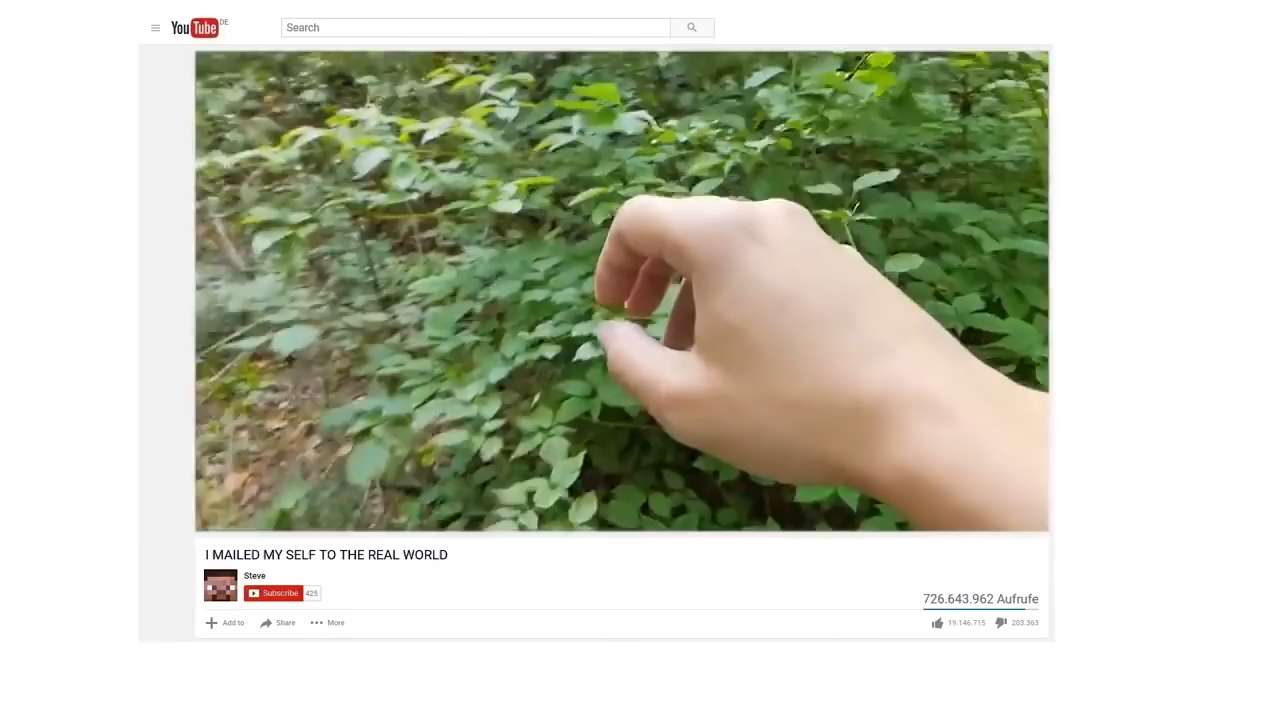 YouTube DE
Search
I MAILED MY SELF TO THE REAL WORLD
Steve
Subscribe 425
726.643.962 Aufrufe
Add to Share More
19.146.715 203.363